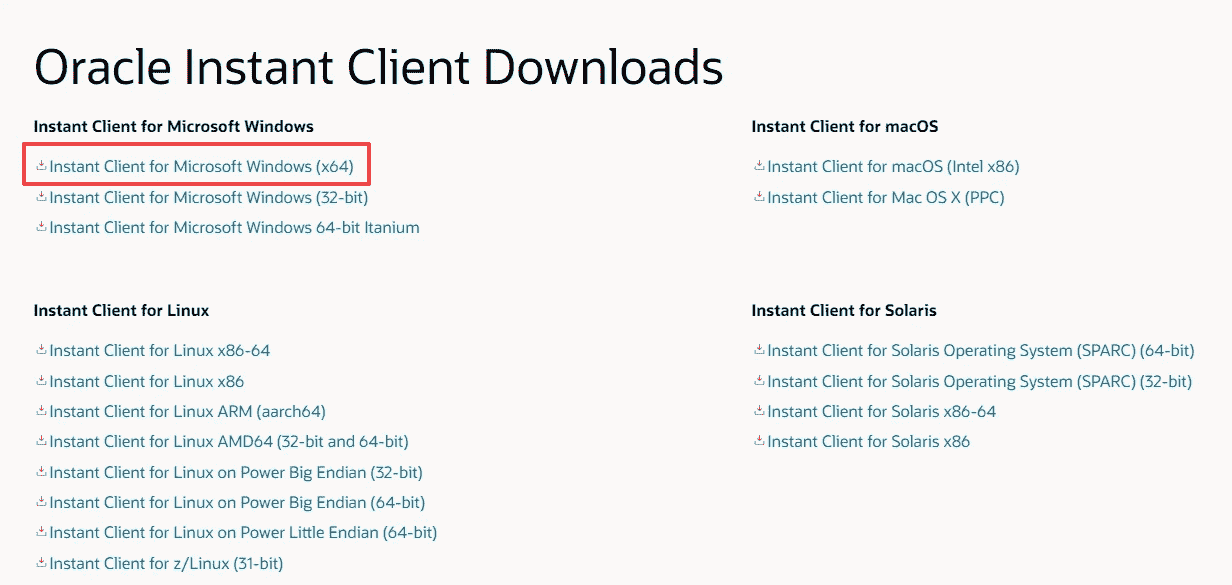 Oracle Instant Client Downloads
Instant Client for Microsoft Windows
Instant Client for Microsoft Windows (x64)
Instant Client for Microsoft Windows (32-bit)
Instant Client for Microsoft Windows 64-bit Itanium
Instant Client for macOS
Instant Client for macOS (Intel x86)
Instant Client for Mac OS X (PPC)
Instant Client for Linux
Instant Client for Linux x86-64
Instant Client for Linux x86
Instant Client for Linux ARM (aarch64)
Instant Client for Linux AMD64 (32-bit and 64-bit)
Instant Client for Linux on Power Big Endian (32-bit)
Instant Client for Linux on Power Big Endian (64-bit)
Instant Client for Linux on Power Little Endian (64-bit)
Instant Client for z/Linux (31-bit)
Instant Client for Solaris
Instant Client for Solaris Operating System (SPARC) (64-bit)
Instant Client for Solaris Operating System (SPARC) (32-bit)
Instant Client for Solaris x86-64
Instant Client for Solaris x86